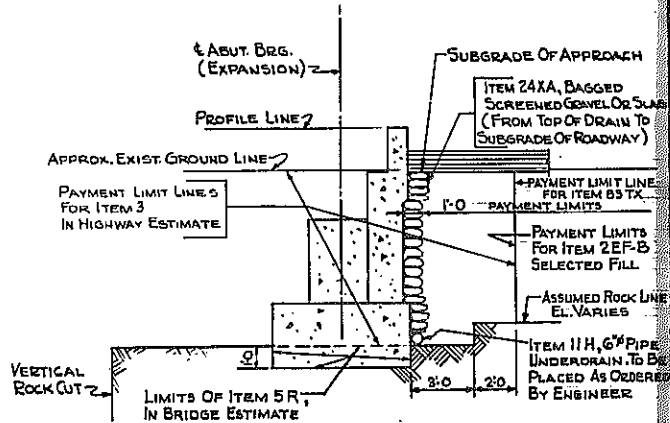 ℄ ABUT. BRG.
(EXPANSION)
SUBGRADE OF APPROACH
ITEM 24XA, BAGGED
SCREENED GRAVEL OR SLAG
(FROM TOP OF DRAIN TO
SUBGRADE OF ROADWAY)
PROFILE LINE
APPROX. EXIST. GROUND LINE
PAYMENT LIMIT LINES
FOR ITEM 3
IN HIGHWAY ESTIMATE
PAYMENT LIMIT LINE
FOR ITEM 83TX
1'-0
PAYMENT LIMITS
PAYMENT LIMITS
FOR ITEM 2EF-B
SELECTED FILL
ASSUMED ROCK LINE
EL. VARIES
ITEM 11H, 6"ø PIPE
UNDERDRAIN. TO BE
PLACED AS ORDERED
BY ENGINEER
3'-0
2'-0
VERTICAL
ROCK CUT
LIMITS OF ITEM 5R,
IN BRIDGE ESTIMATE